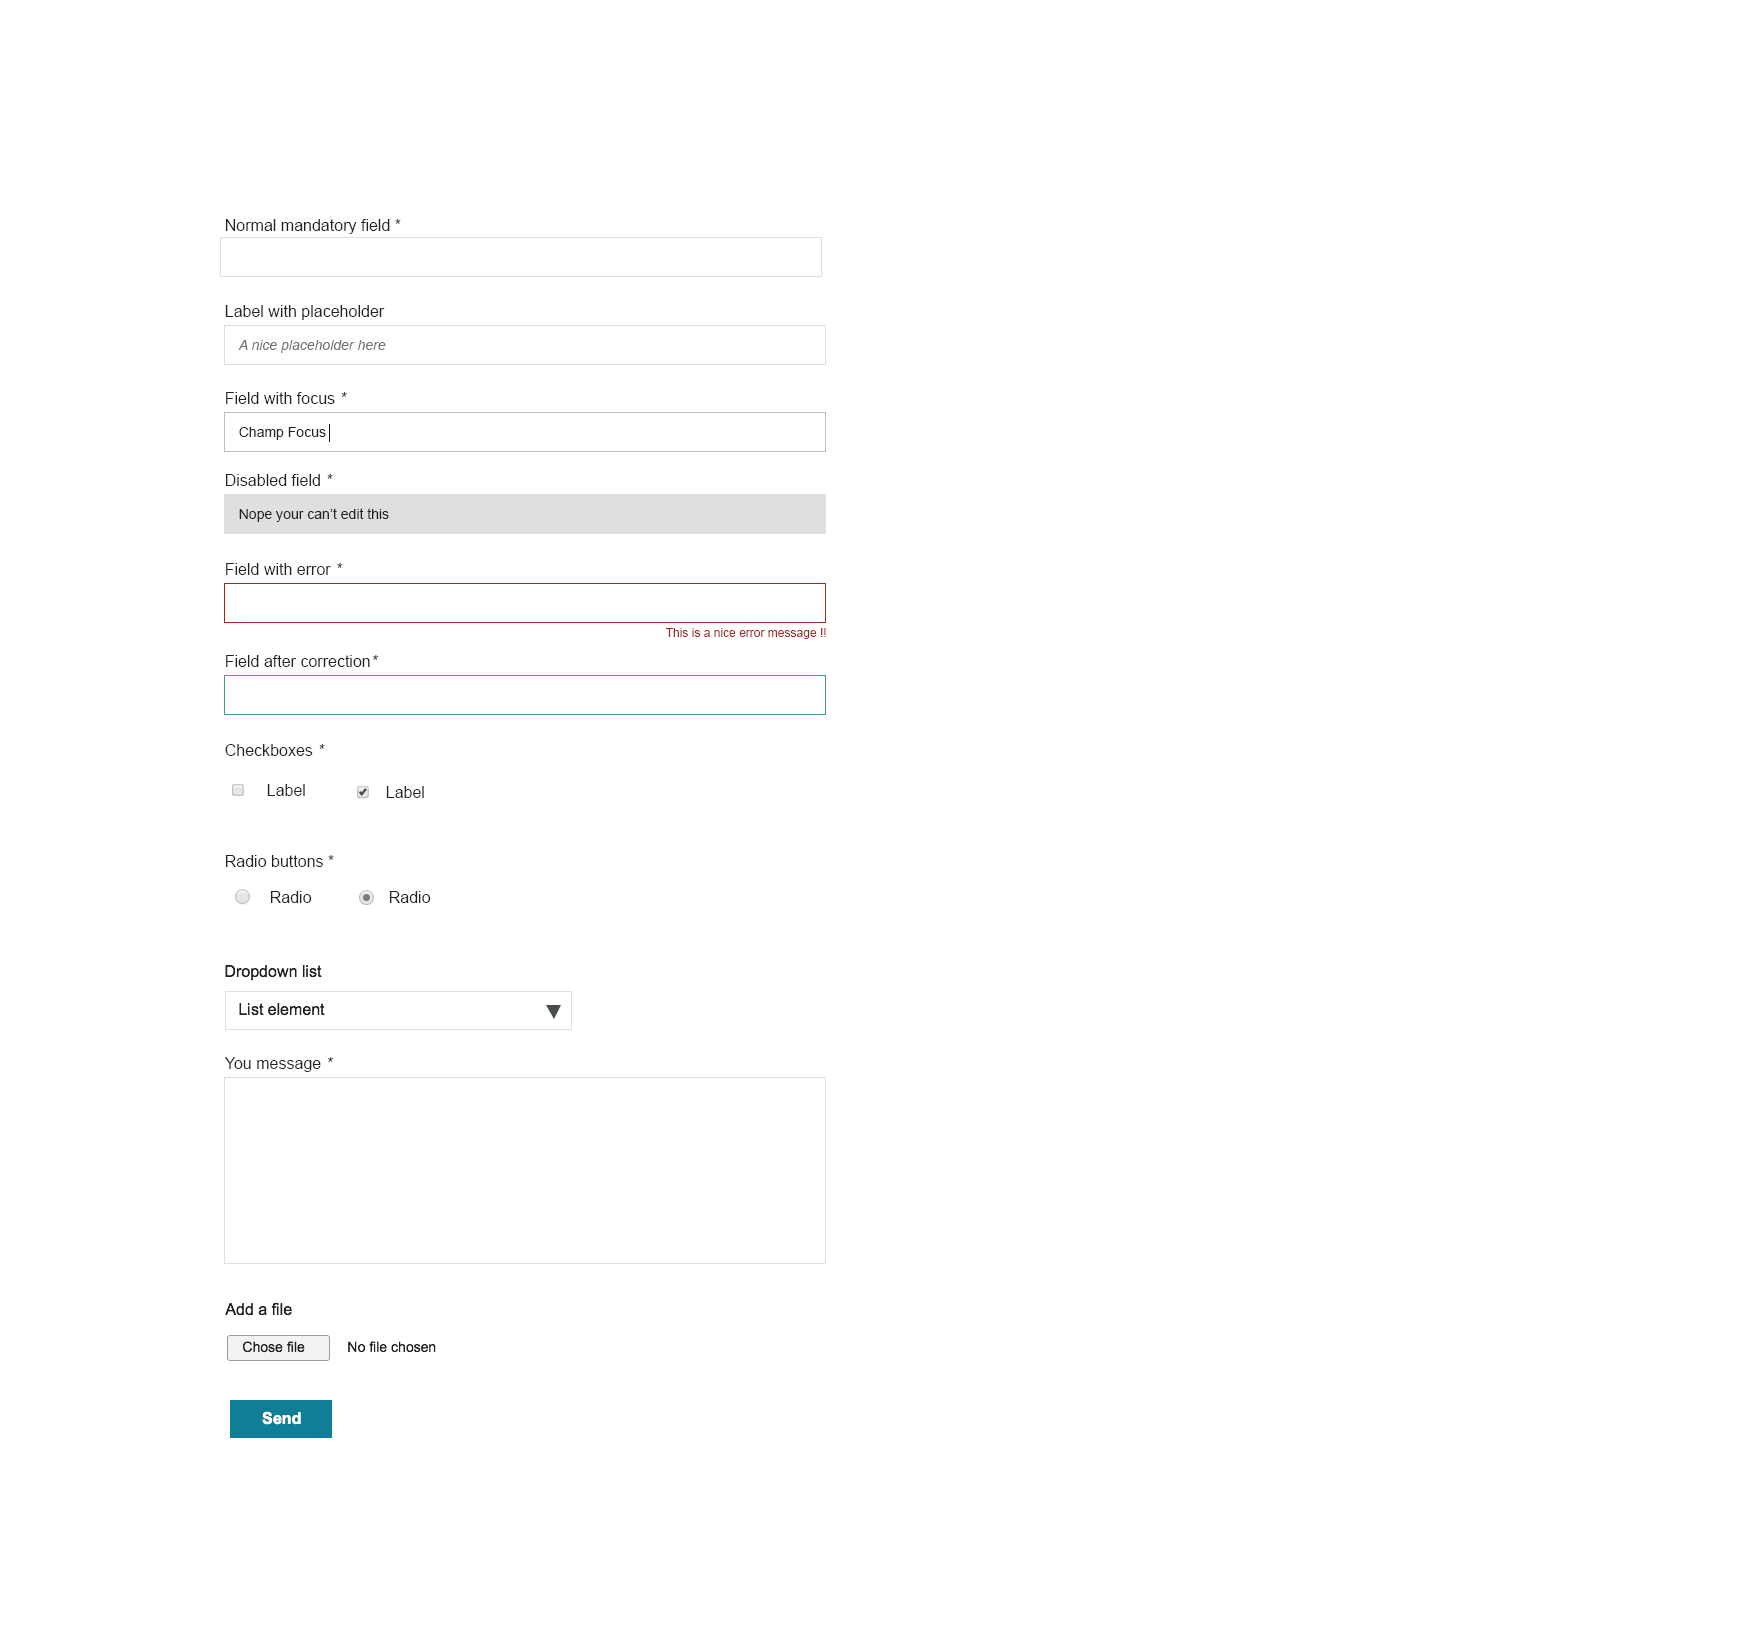 Normal mandatory field *
Label with placeholder
A nice placeholder here
Field with focus *
Champ Focus
Disabled field *
Nope your can't edit this
Field with error *
This is a nice error message !!
Field after correction*
Checkboxes *
Label Label
Radio buttons *
Radio Radio
Dropdown list
List element
You message *
Add a file
Chose file No file chosen
Send